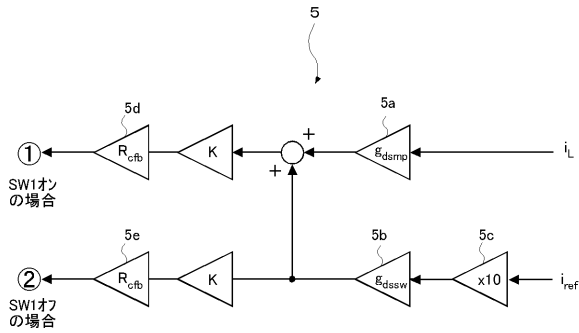 5
5d
5a
+
① R_cfb K g_dsmp i_L
+
SW1オン
の場合
5e
5b
5c
② R_cfb K g_dssw x10 i_ref
SW1オフ
の場合